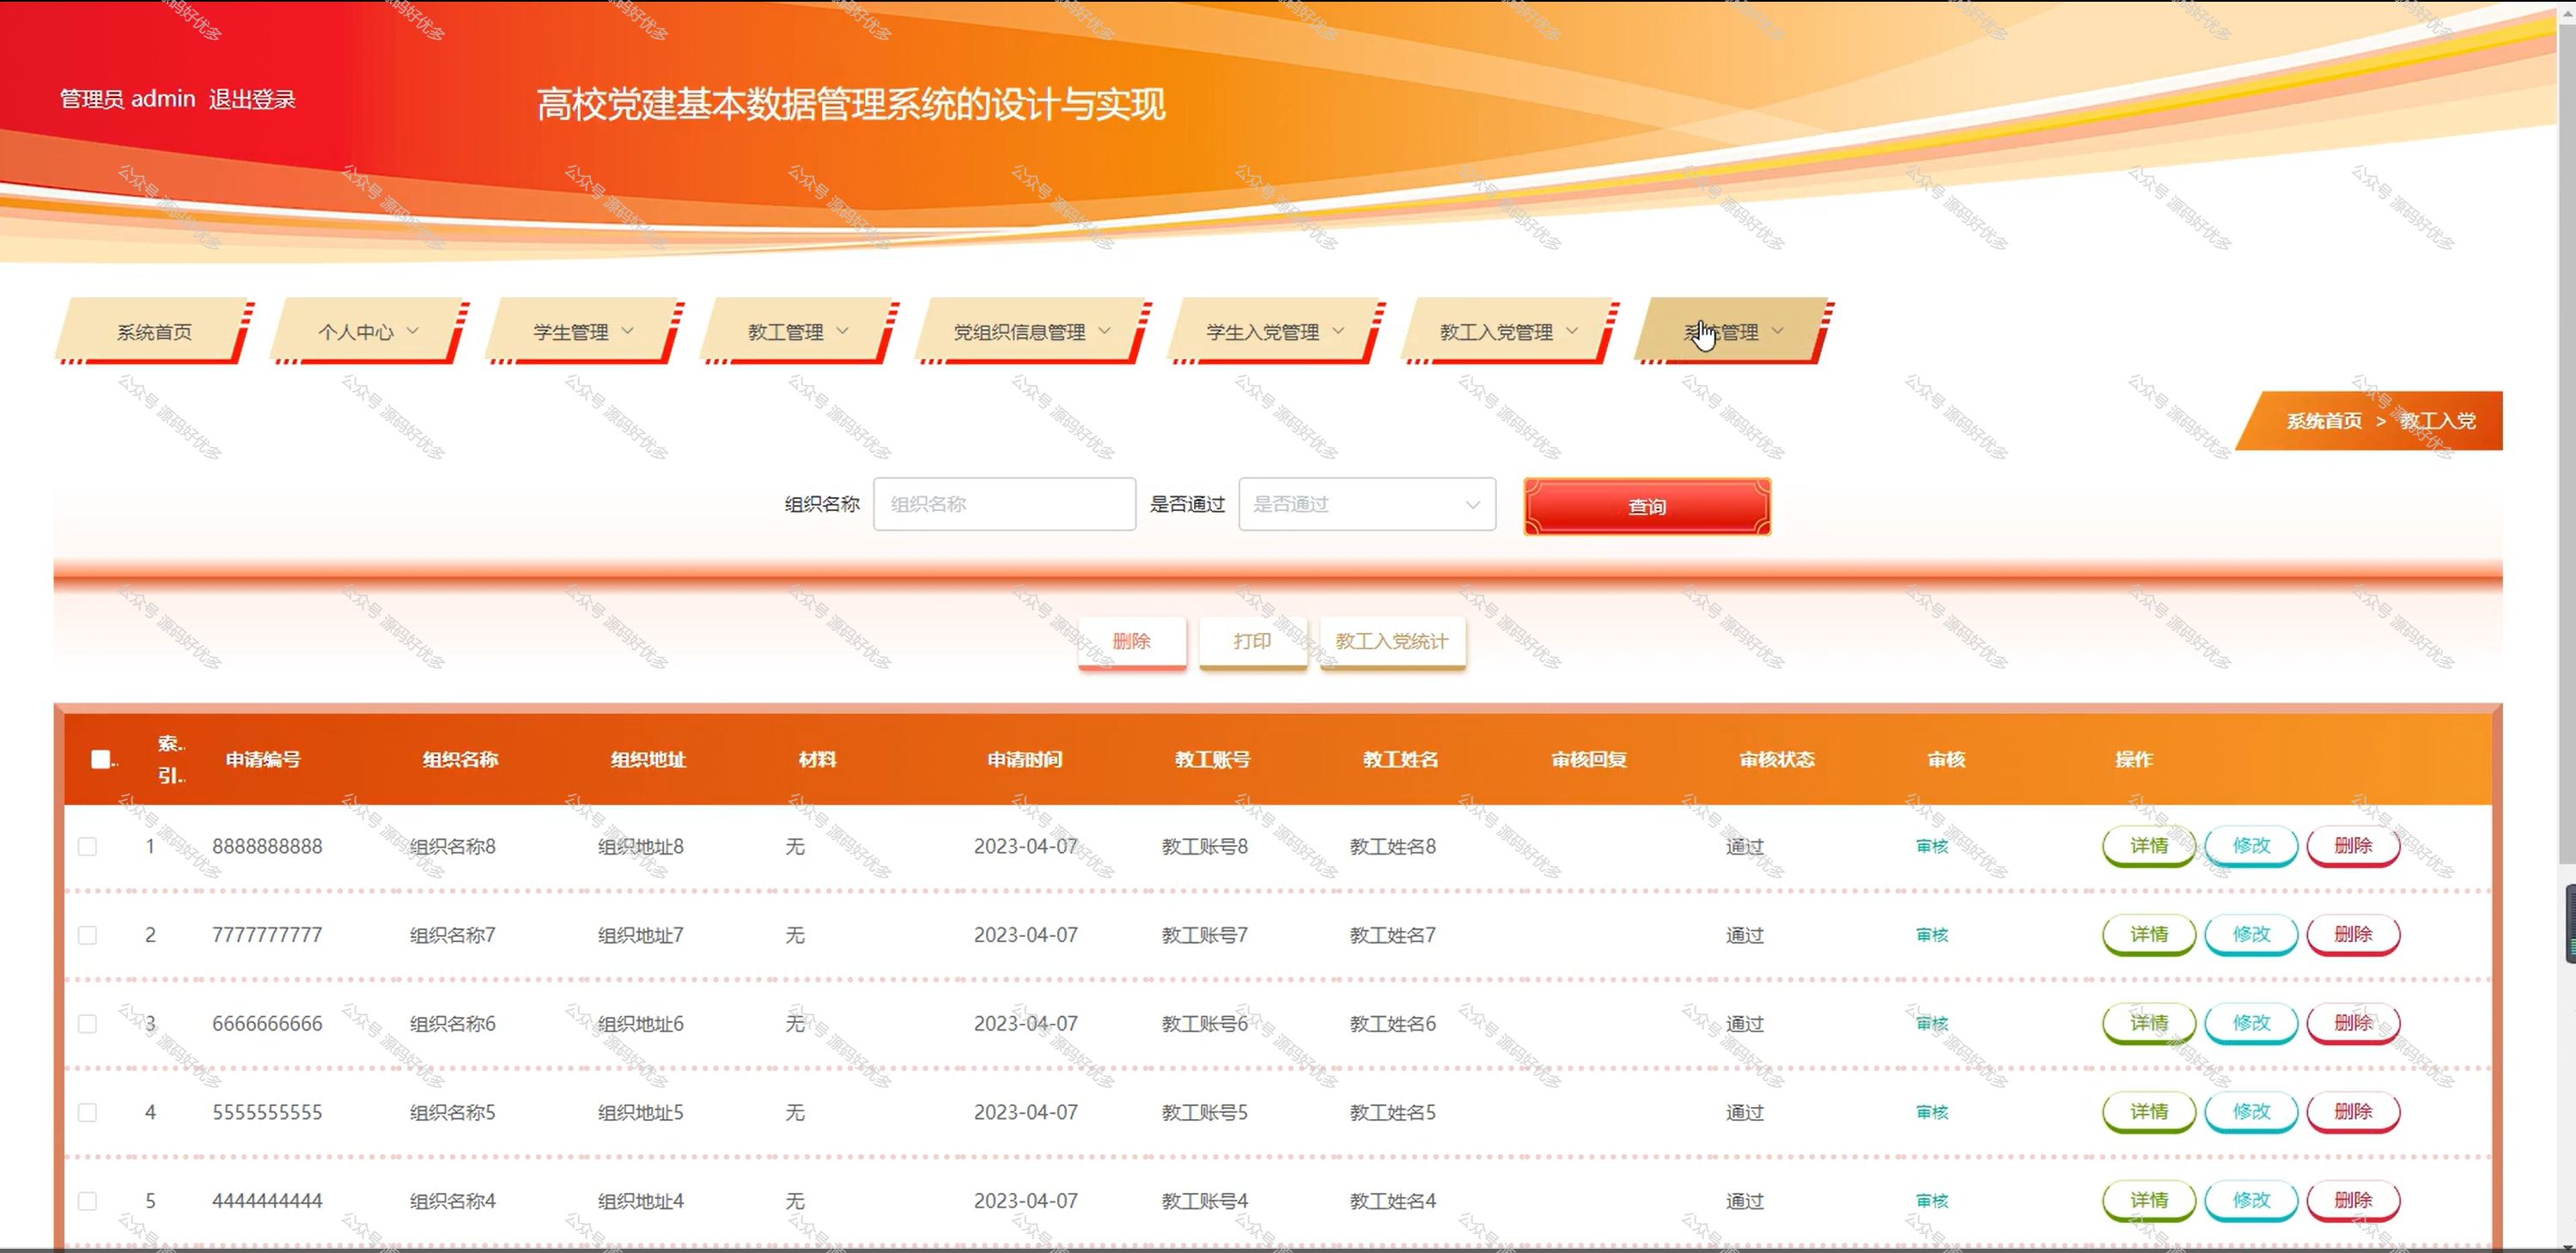 管理员 admin 退出登录
高校党建基本数据管理系统的设计与实现
系统首页 个人中心 学生管理 教工管理 党组织信息管理 学生入党管理 教工入党管理 系统管理
系统首页 > 教工入党
组织名称 组织名称 是否通过 是否通过 查询
删除 打印 教工入党统计
索.. 引.. 申请编号 组织名称 组织地址 材料 申请时间 教工账号 教工姓名 审核回复 审核状态 审核 操作
1 8888888888 组织名称8 组织地址8 无 2023-04-07 教工账号8 教工姓名8 通过 审核 详情 修改 删除
2 7777777777 组织名称7 组织地址7 无 2023-04-07 教工账号7 教工姓名7 通过 审核 详情 修改 删除
3 6666666666 组织名称6 组织地址6 无 2023-04-07 教工账号6 教工姓名6 通过 审核 详情 修改 删除
4 5555555555 组织名称5 组织地址5 无 2023-04-07 教工账号5 教工姓名5 通过 审核 详情 修改 删除
5 4444444444 组织名称4 组织地址4 无 2023-04-07 教工账号4 教工姓名4 通过 审核 详情 修改 删除
公众号 源码好优多